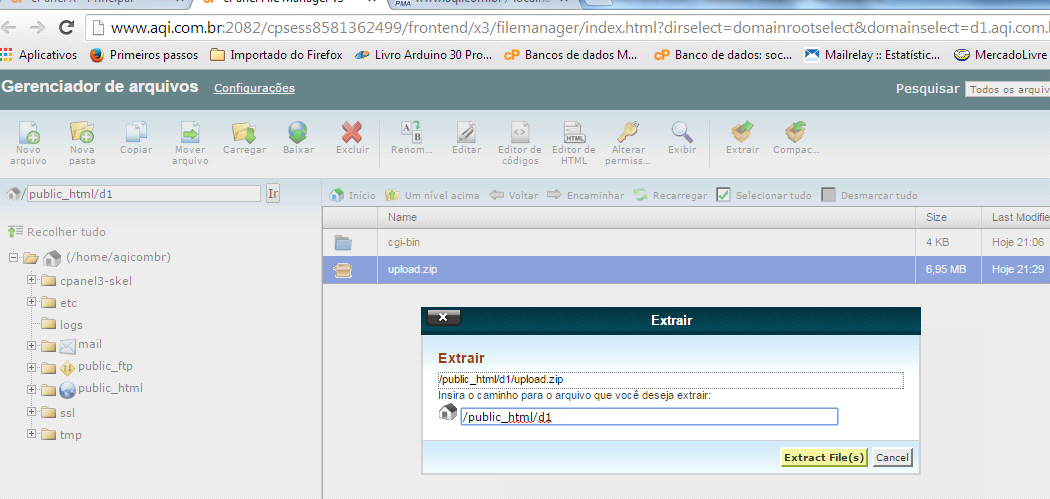 cPanel X - Principal
cPanel File Manager v3
www.aqi.com.br:2082/cpsess8581362499/frontend/x3/filemanager/index.html?dirselect=domainrootselect&domainselect=d1.aqi.com.
Aplicativos Primeiros passos Importado do Firefox Livro Arduino 30 Pro... Bancos de dados M... Banco de dados: soc... Mailrelay :: Estatístic... MercadoLivre
Gerenciador de arquivos Configurações Pesquisar Todos os arquiv
Novo arquivo Nova pasta Copiar Mover arquivo Carregar Baixar Excluir Renom... Editar Editor de códigos Editor de HTML Alterar permiss... Exibir Extrair Compac...
/public_html/d1 Ir
Início Um nível acima Voltar Encaminhar Recarregar Selecionar tudo Desmarcar tudo
Recolher tudo
(/home/aqicombr)
cpanel3-skel
etc
logs
mail
public_ftp
public_html
ssl
tmp
Name Size Last Modifie
cgi-bin 4 KB Hoje 21:06
upload.zip 6,95 MB Hoje 21:29
Extrair
Extrair
/public_html/d1/upload.zip
Insira o caminho para o arquivo que você deseja extrair:
/public_html/d1
Extract File(s) Cancel